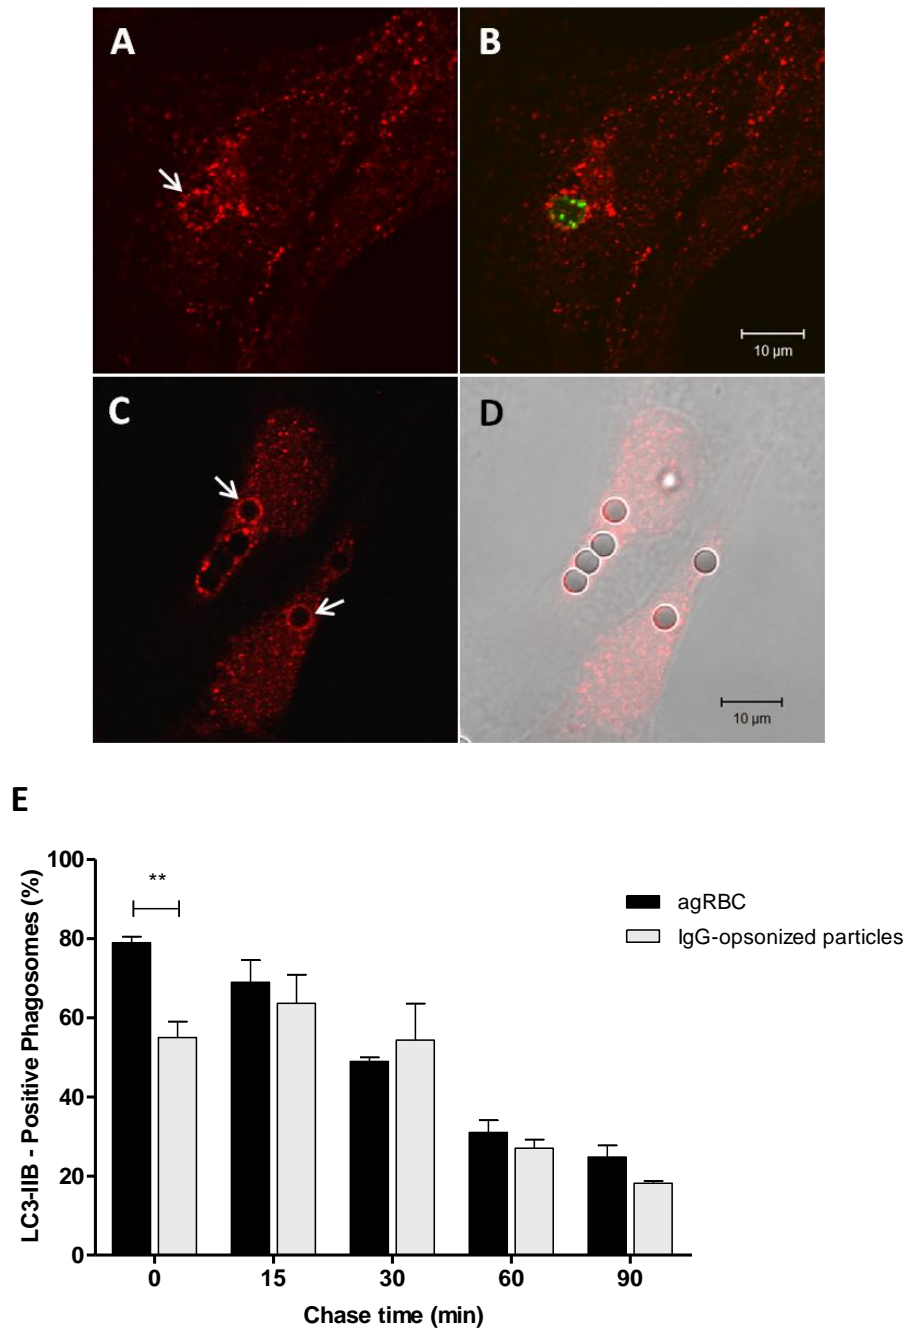 A
B
10 µm
C
D
10 µm
E
LC3-IIB - Positive Phagosomes (%)
100
80
60
40
20
0
**
agRBC
IgG-opsonized particles
0 15 30 60 90
Chase time (min)